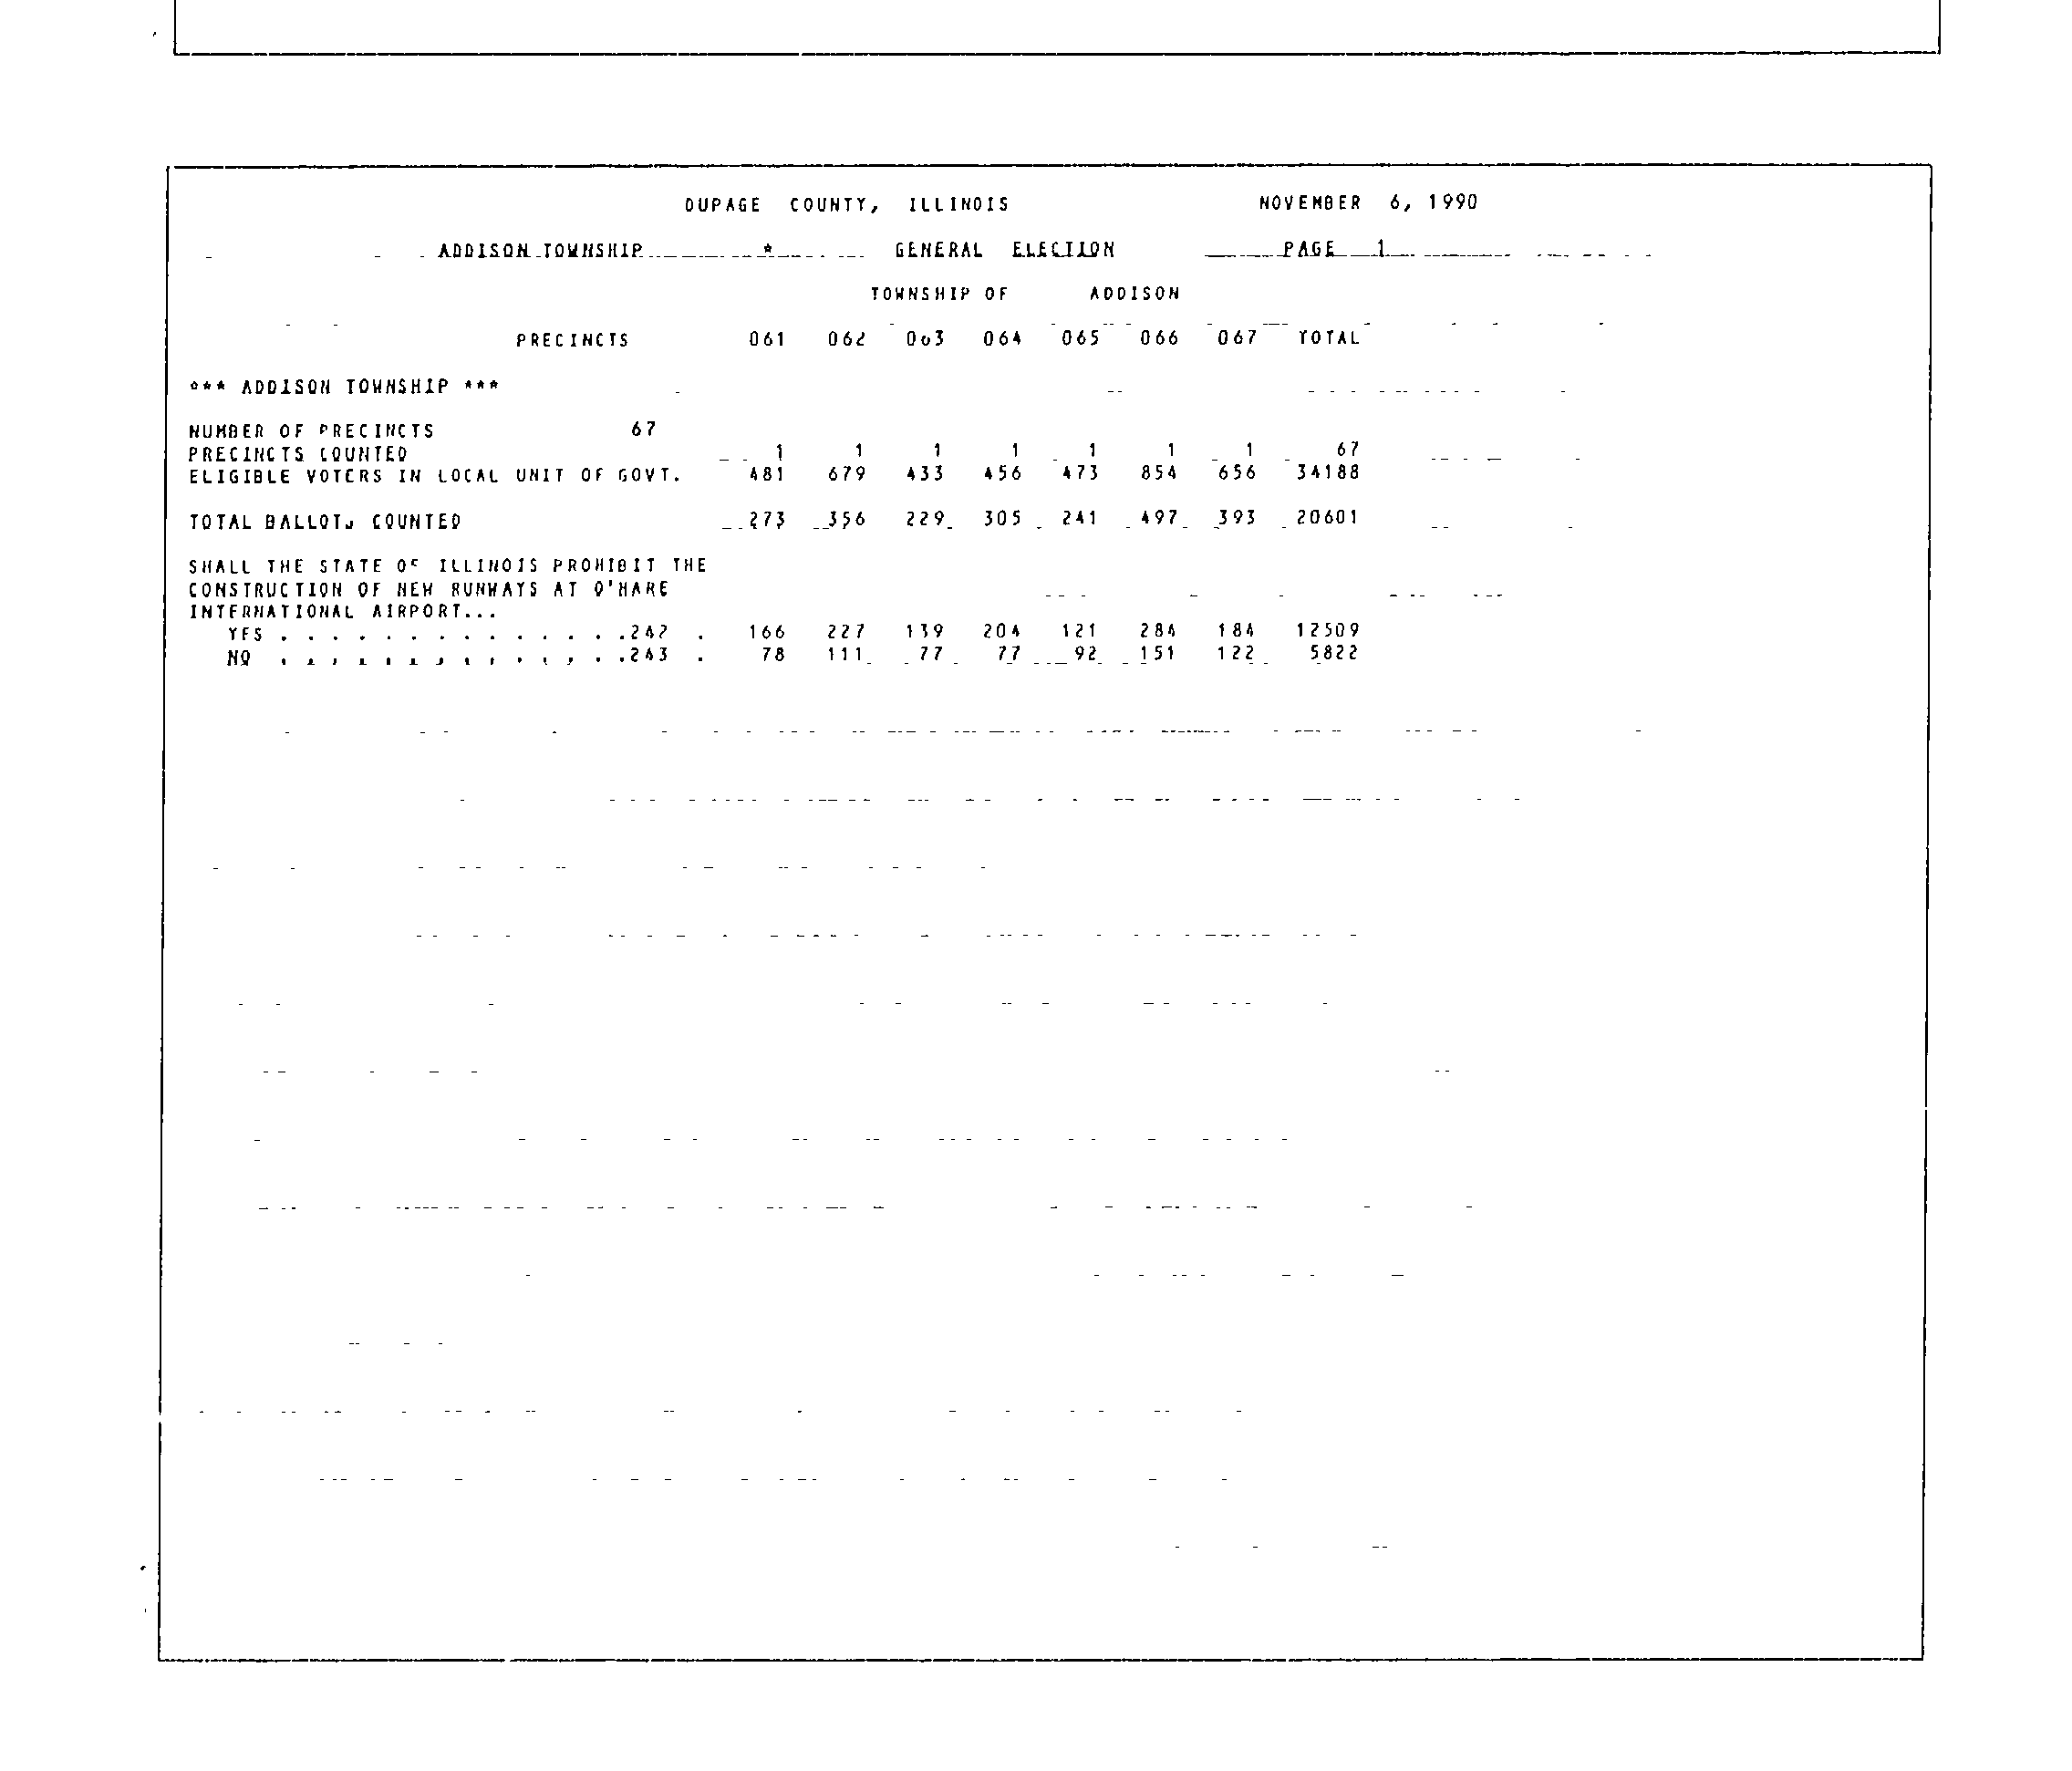 DUPAGE COUNTY, ILLINOIS NOVEMBER 6, 1990
ADDISON TOWNSHIP * GENERAL ELECTION PAGE 1
TOWNSHIP OF ADDISON
PRECINCTS 061 062 063 064 065 066 067 TOTAL
*** ADDISON TOWNSHIP ***
NUMBER OF PRECINCTS 67
PRECINCTS COUNTED 1 1 1 1 1 1 1 67
ELIGIBLE VOTERS IN LOCAL UNIT OF GOVT. 481 679 433 456 473 854 656 34188
TOTAL BALLOTS COUNTED 273 356 229 305 241 497 393 20601
SHALL THE STATE OF ILLINOIS PROHIBIT THE
CONSTRUCTION OF NEW RUNWAYS AT O'HARE
INTERNATIONAL AIRPORT...
YES . . . . . . . . . . . . . .242 . 166 227 139 204 121 284 184 12509
NO . . . . . . . . . . . . . .243 . 78 111 77 77 92 151 122 5822